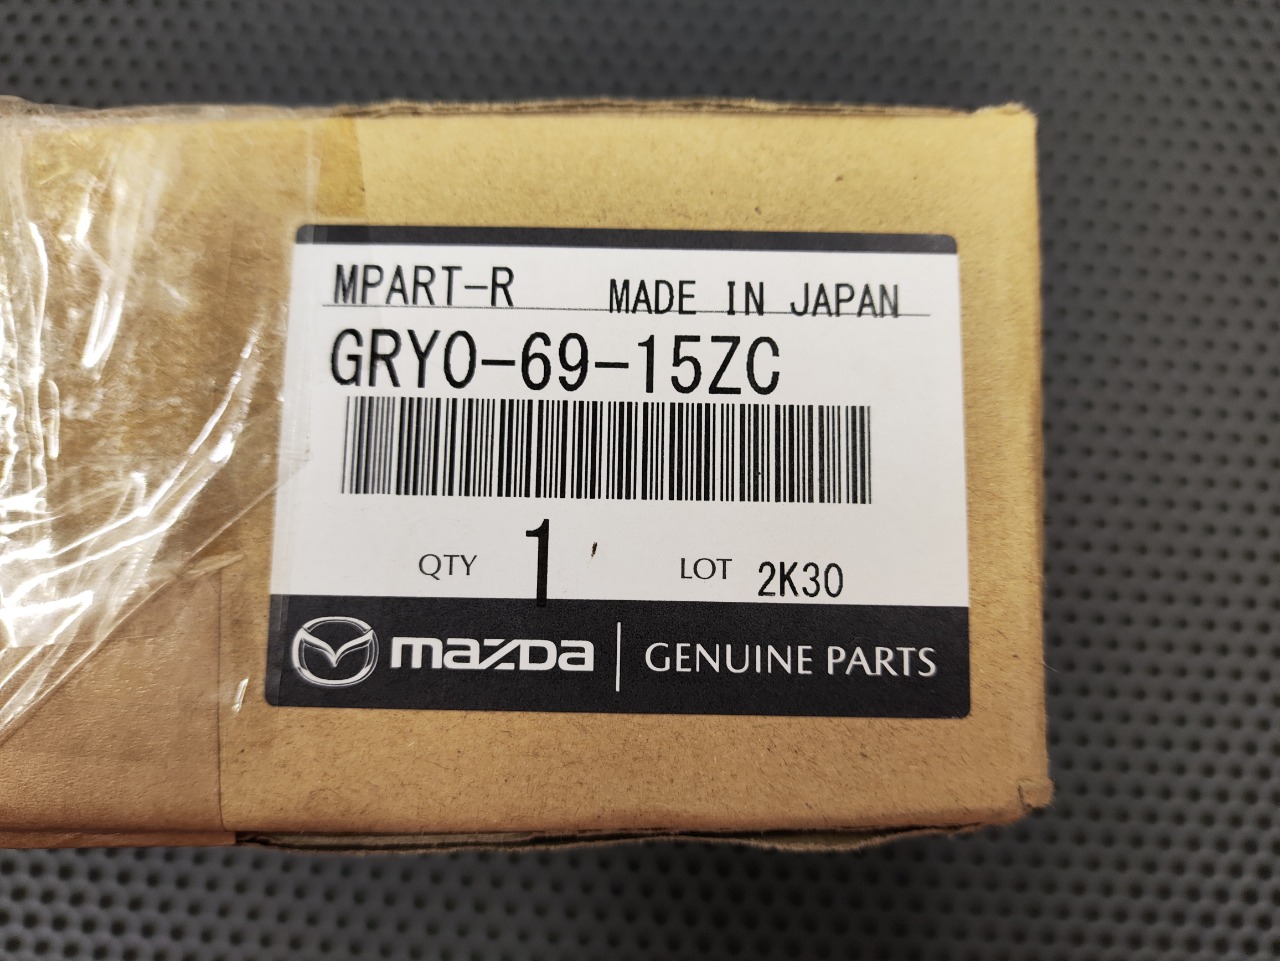 MPART-R MADE IN JAPAN
GRY0-69-15ZC
QTY 1 LOT 2K30
mazda GENUINE PARTS